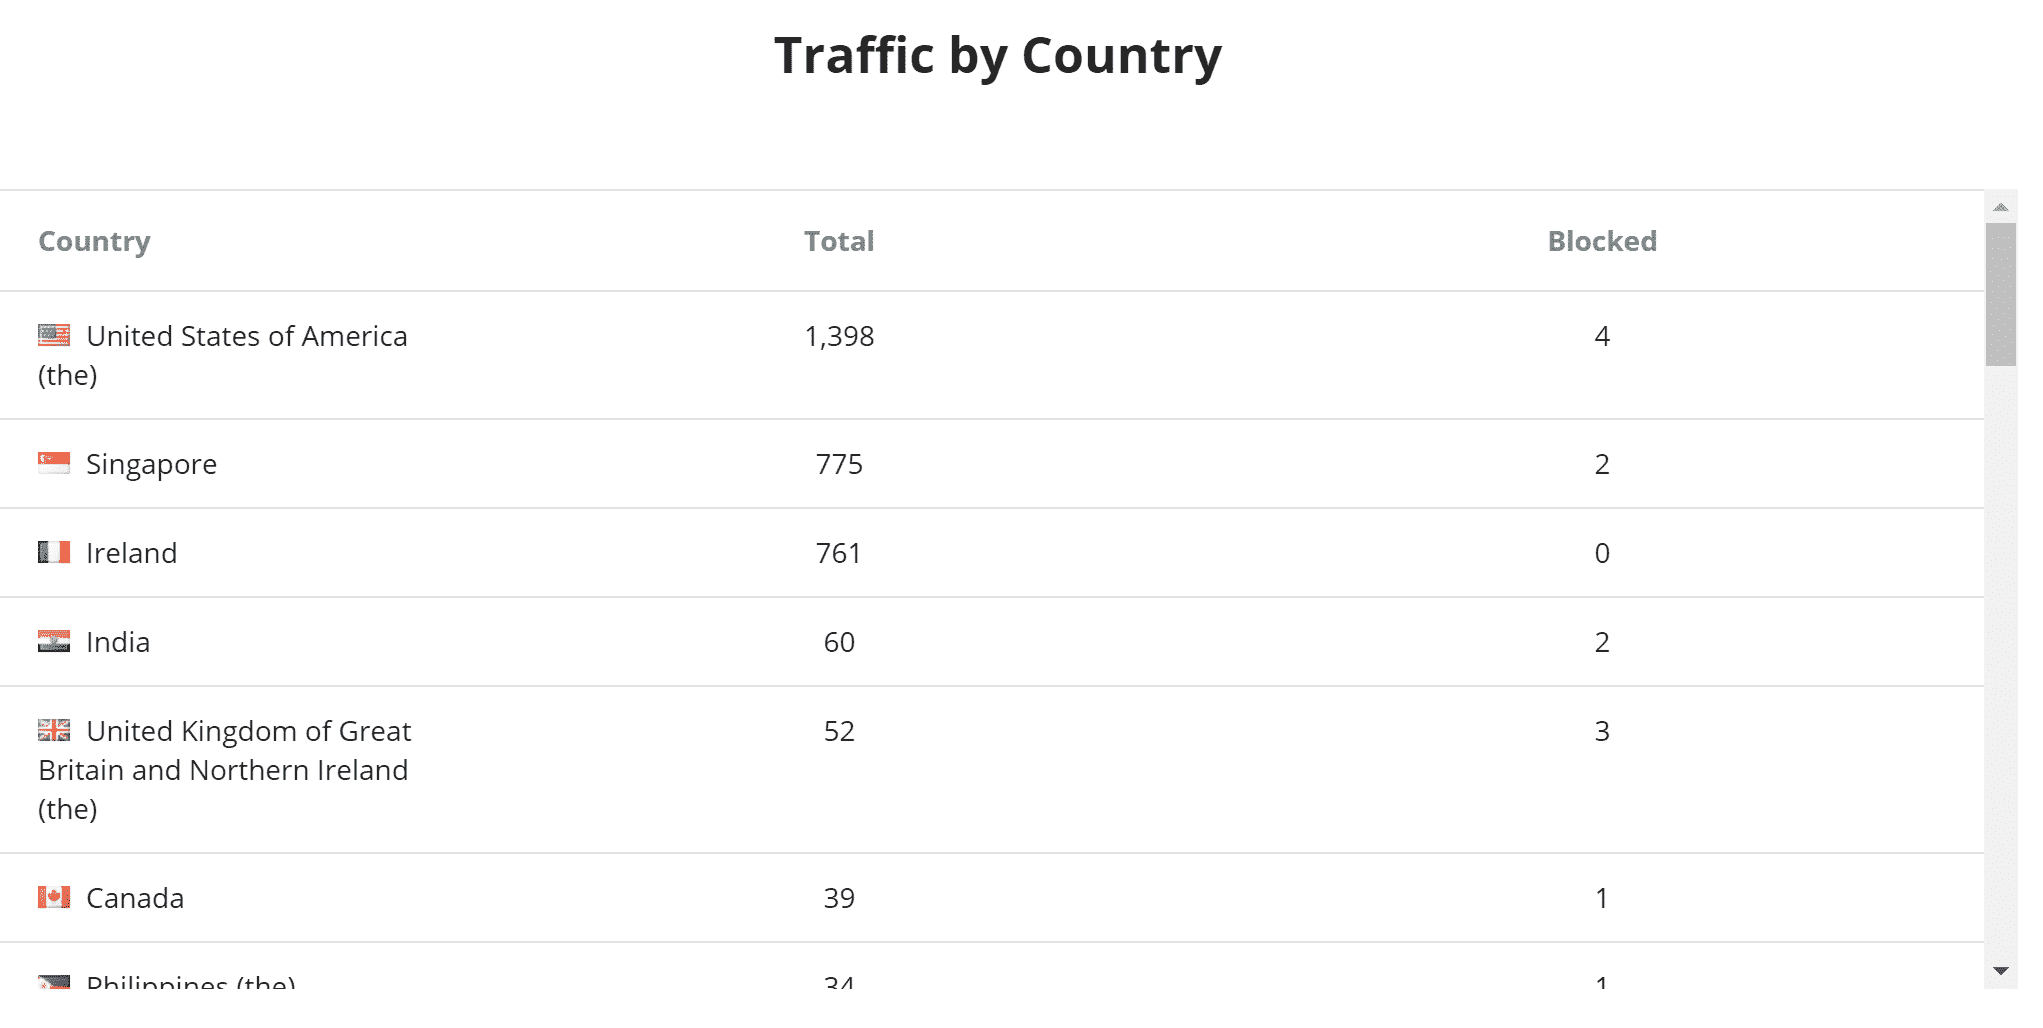 Traffic by Country
Country Total Blocked
United States of America 1,398 4
(the)
Singapore 775 2
Ireland 761 0
India 60 2
United Kingdom of Great 52 3
Britain and Northern Ireland
(the)
Canada 39 1
Philippines (the) 34 1